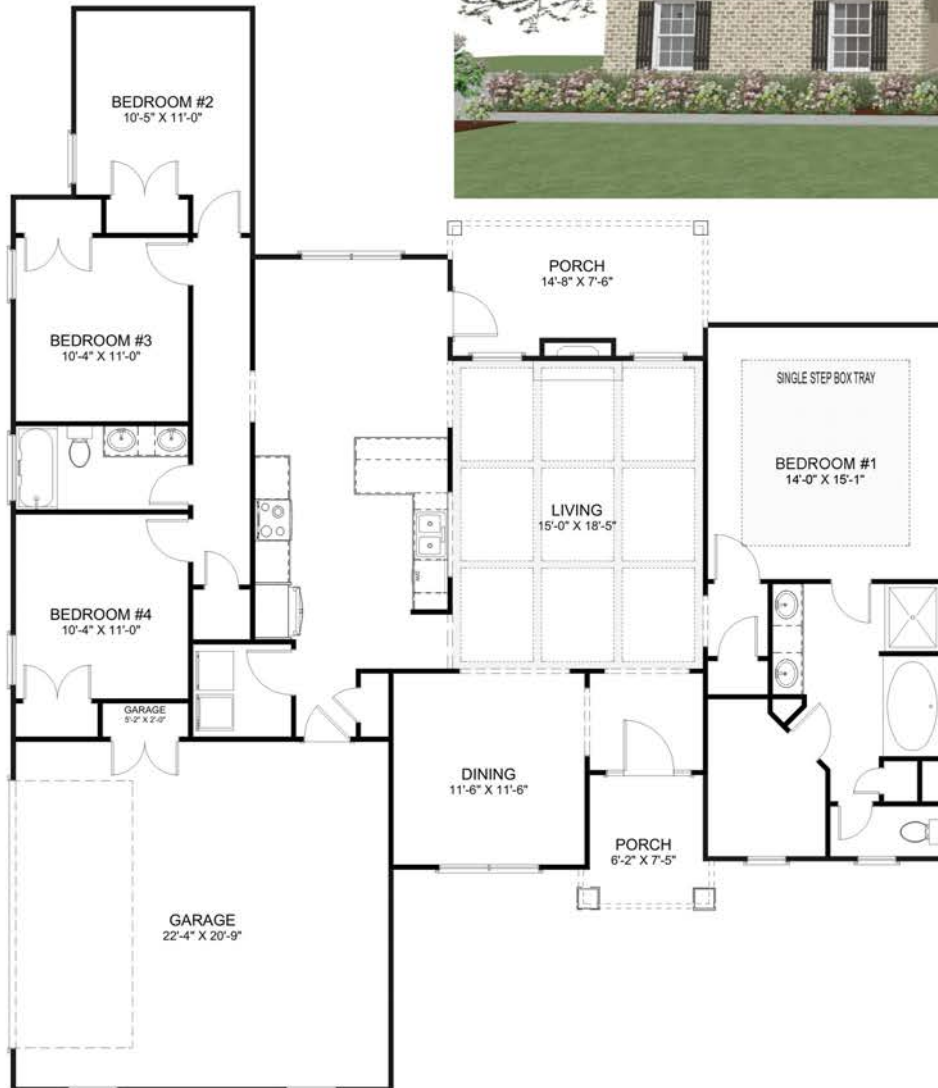 BEDROOM #2
10'-5" X 11'-0"
PORCH
14'-8" X 7'-6"
BEDROOM #3
10'-4" X 11'-0"
SINGLE STEP BOX TRAY
BEDROOM #1
14'-0" X 15'-1"
LIVING
15'-0" X 18'-5"
BEDROOM #4
10'-4" X 11'-0"
GARAGE
5'-2" X 2'-0"
DINING
11'-6" X 11'-6"
PORCH
6'-2" X 7'-5"
GARAGE
22'-4" X 20'-9"